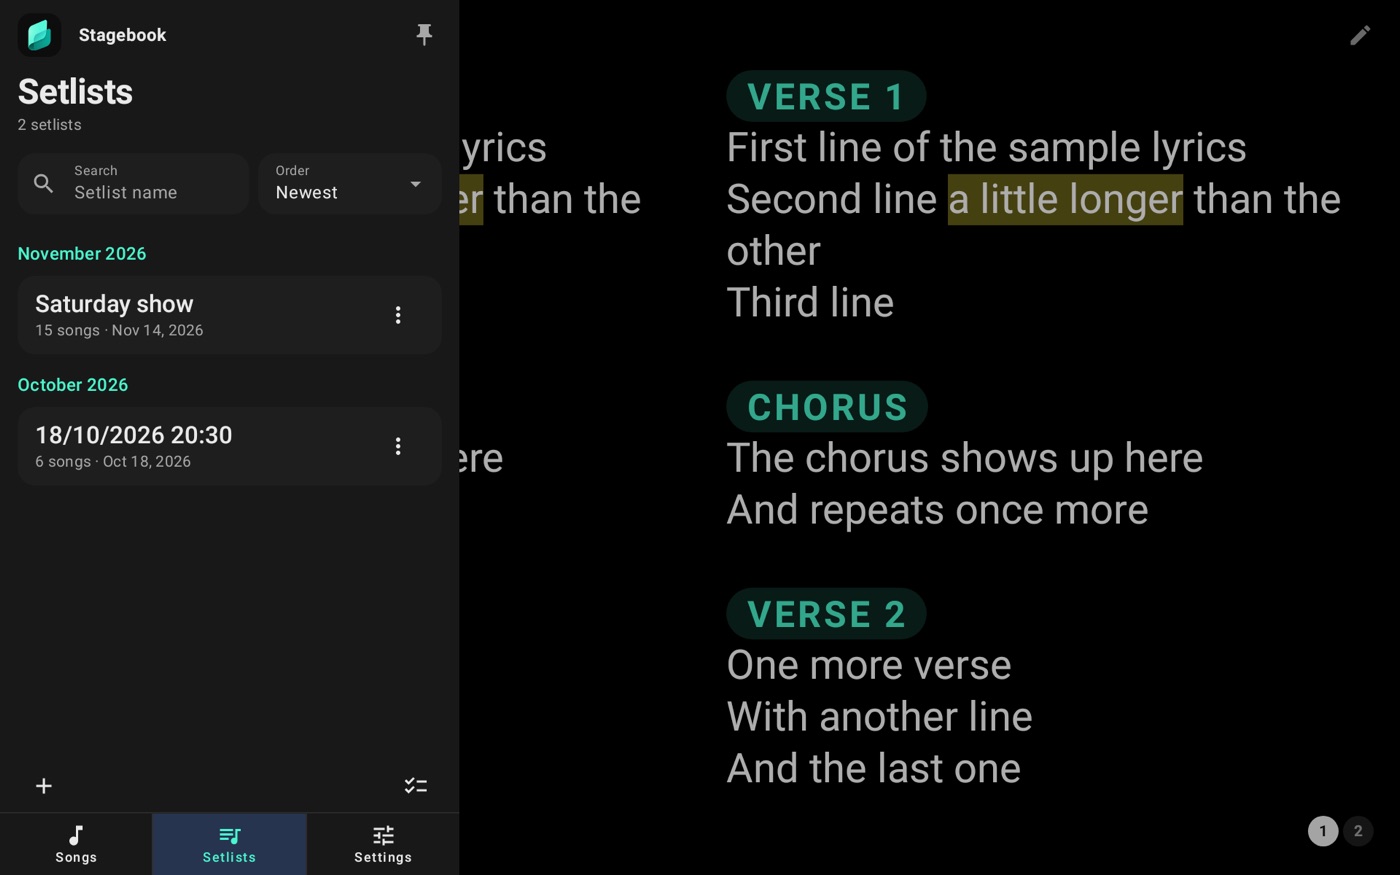 Stagebook
Setlists
2 setlists
Search
Setlist name
Order
Newest
November 2026
Saturday show
15 songs · Nov 14, 2026
October 2026
18/10/2026 20:30
6 songs · Oct 18, 2026
Songs
Setlists
Settings
yrics
er than the
ere
VERSE 1
First line of the sample lyrics
Second line a little longer than the
other
Third line
CHORUS
The chorus shows up here
And repeats once more
VERSE 2
One more verse
With another line
And the last one
1 2